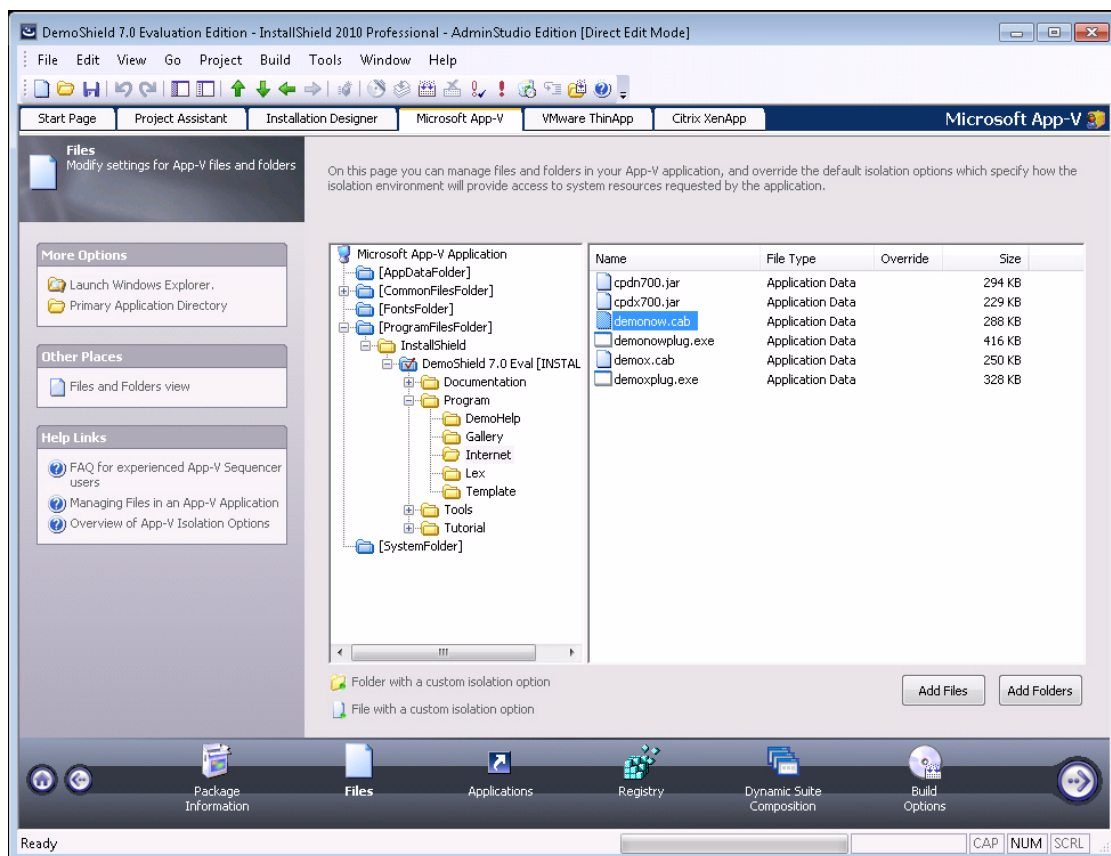 DemoShield 7.0 Evaluation Edition - InstallShield 2010 Professional - AdminStudio Edition [Direct Edit Mode]
File Edit View Go Project Build Tools Window Help
Start Page Project Assistant Installation Designer Microsoft App-V VMware ThinApp Citrix XenApp Microsoft App-V
Files
Modify settings for App-V files and folders
On this page you can manage files and folders in your App-V application, and override the default isolation options which specify how the
isolation environment will provide access to system resources requested by the application.
More Options
Launch Windows Explorer.
Primary Application Directory
Other Places
Files and Folders view
Help Links
FAQ for experienced App-V Sequencer
users
Managing Files in an App-V Application
Overview of App-V Isolation Options
Microsoft App-V Application
[AppDataFolder]
[CommonFilesFolder]
[FontsFolder]
[ProgramFilesFolder]
InstallShield
DemoShield 7.0 Eval [INSTAL
Documentation
Program
DemoHelp
Gallery
Internet
Lex
Template
Tools
Tutorial
[SystemFolder]
Name File Type Override Size
cpdn700.jar Application Data 294 KB
cpdx700.jar Application Data 229 KB
demonow.cab Application Data 288 KB
demonowplug.exe Application Data 416 KB
demox.cab Application Data 250 KB
demoxplug.exe Application Data 328 KB
Folder with a custom isolation option
File with a custom isolation option
Add Files Add Folders
Package
Information
Files
Applications
Registry
Dynamic Suite
Composition
Build
Options
Ready CAP NUM SCRL